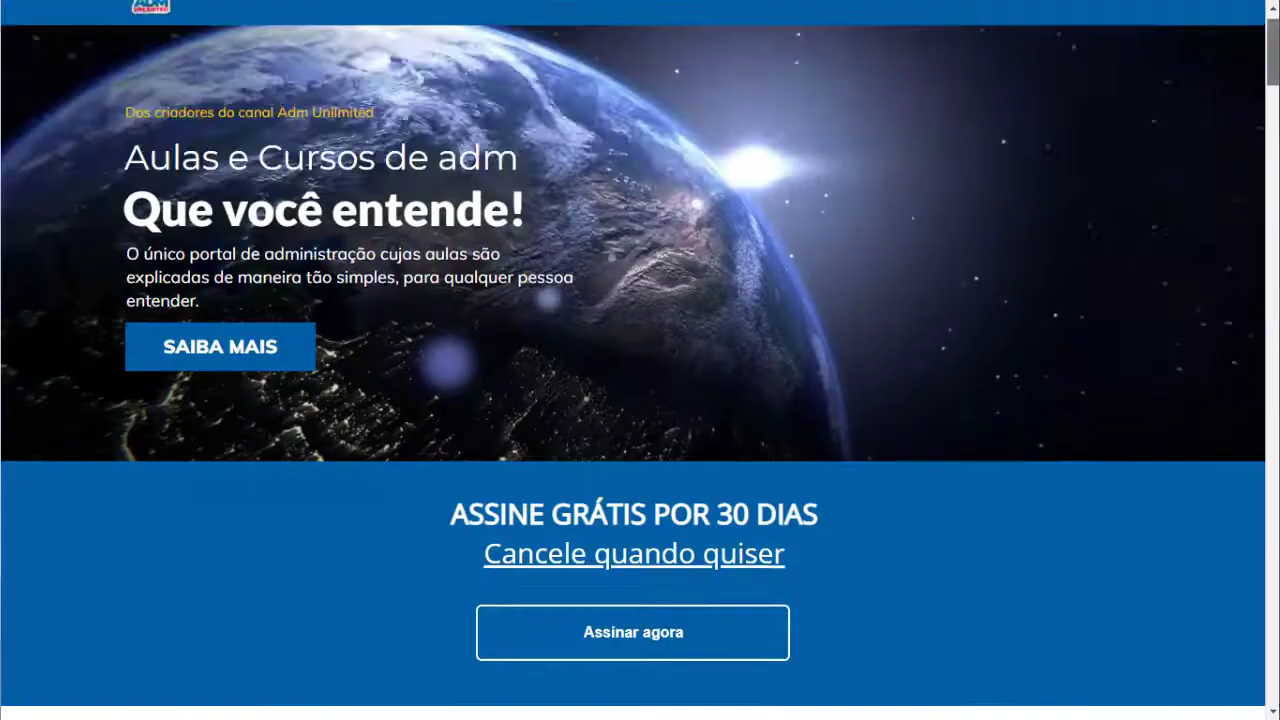 ADM
UNLIMITED
Dos criadores do canal Adm Unlimited
Aulas e Cursos de adm
Que você entende!
O único portal de administração cujas aulas são
explicadas de maneira tão simples, para qualquer pessoa
entender.
SAIBA MAIS
ASSINE GRÁTIS POR 30 DIAS
Cancele quando quiser
Assinar agora